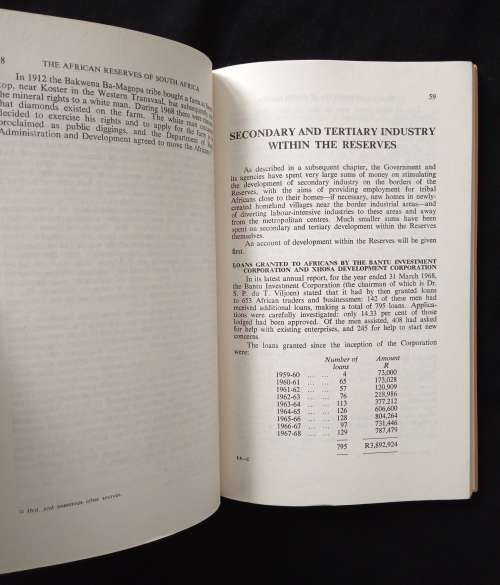 8
THE AFRICAN RESERVES OF SOUTH AFRICA
In 1912 the Bakwena Ba-Magopa tribe bought a farm at
top, near Koster in the Western Transvaal, but subsequently
the mineral rights to a white man. During 1968 there were
that diamonds existed on the farm. The white man
decided to exercise his rights and to apply for the farm
proclaimed as public diggings, and the Department of
Administration and Development agreed to move the Africans
Ibid, and numerous other sources.
59
SECONDARY AND TERTIARY INDUSTRY
WITHIN THE RESERVES
As described in a subsequent chapter, the Government and
its agencies have spent very large sums of money on stimulating
the development of secondary industry on the borders of the
Reserves, with the aims of providing employment for tribal
Africans close to their homes—if necessary, new homes in newly-
created homeland villages near the border industrial areas—and
of diverting labour-intensive industries to these areas and away
from the metropolitan centres. Much smaller sums have been
spent on secondary and tertiary development within the Reserves
themselves.
An account of development within the Reserves will be given
first.
LOANS GRANTED TO AFRICANS BY THE BANTU INVESTMENT
CORPORATION AND XHOSA DEVELOPMENT CORPORATION
In its latest annual report, for the year ended 31 March 1968,
the Bantu Investment Corporation (the chairman of which is Dr.
S. P. du T. Viljoen) stated that it had by then granted loans
to 653 African traders and businessmen: 142 of these men had
received additional loans, making a total of 795 loans. Applica-
tions were carefully investigated: only 14.33 per cent of those
lodged had been approved. Of the men assisted, 408 had asked
for help with existing enterprises, and 245 for help to start new
concerns.
The loans granted since the inception of the Corporation
were:
Number of Amount
loans R
1959-60 ... ... 4 73,000
1960-61 ... ... 65 173,028
1961-62 ... ... 57 120,909
1962-63 ... ... 76 218,986
1963-64 ... ... 113 377,212
1964-65 ... ... 126 606,600
1965-66 ... ... 128 804,264
1966-67 ... ... 97 731,446
1967-68 ... ... 129 787,479
795 R3,892,924